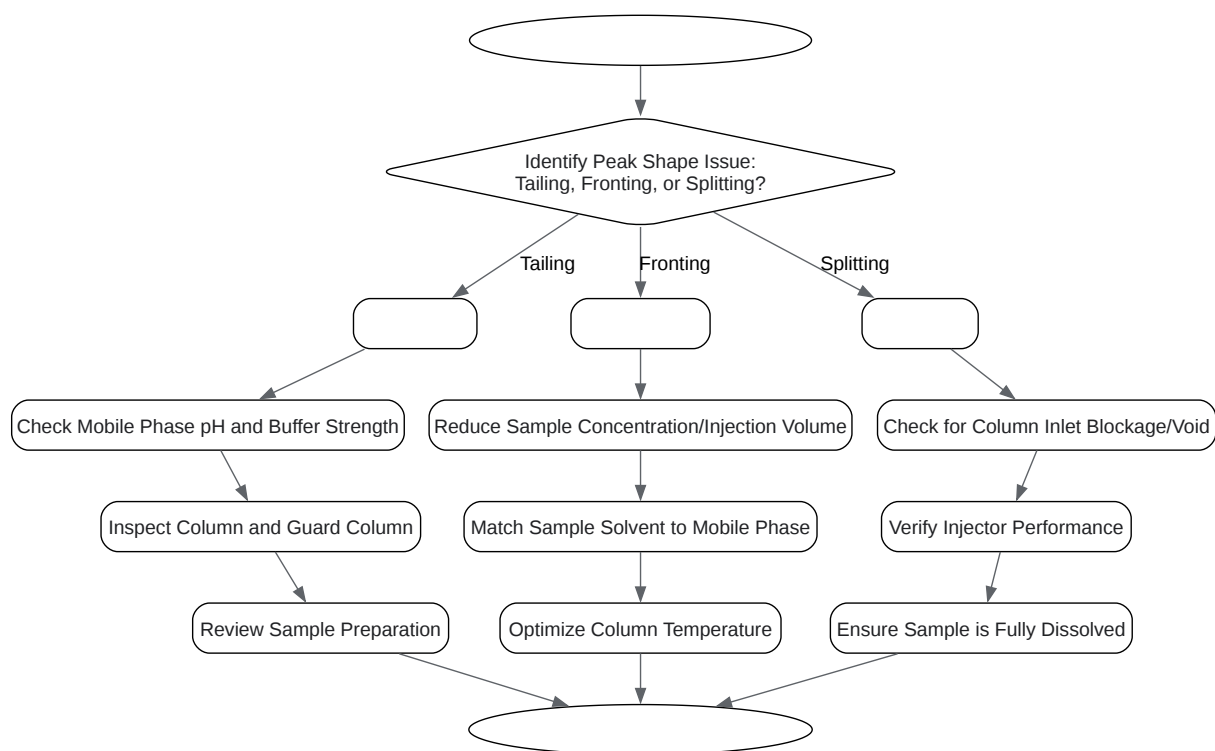 Identify Peak Shape Issue:
Tailing, Fronting, or Splitting?
Tailing
Fronting
Splitting
Check Mobile Phase pH and Buffer Strength
Reduce Sample Concentration/Injection Volume
Check for Column Inlet Blockage/Void
Inspect Column and Guard Column
Match Sample Solvent to Mobile Phase
Verify Injector Performance
Review Sample Preparation
Optimize Column Temperature
Ensure Sample is Fully Dissolved